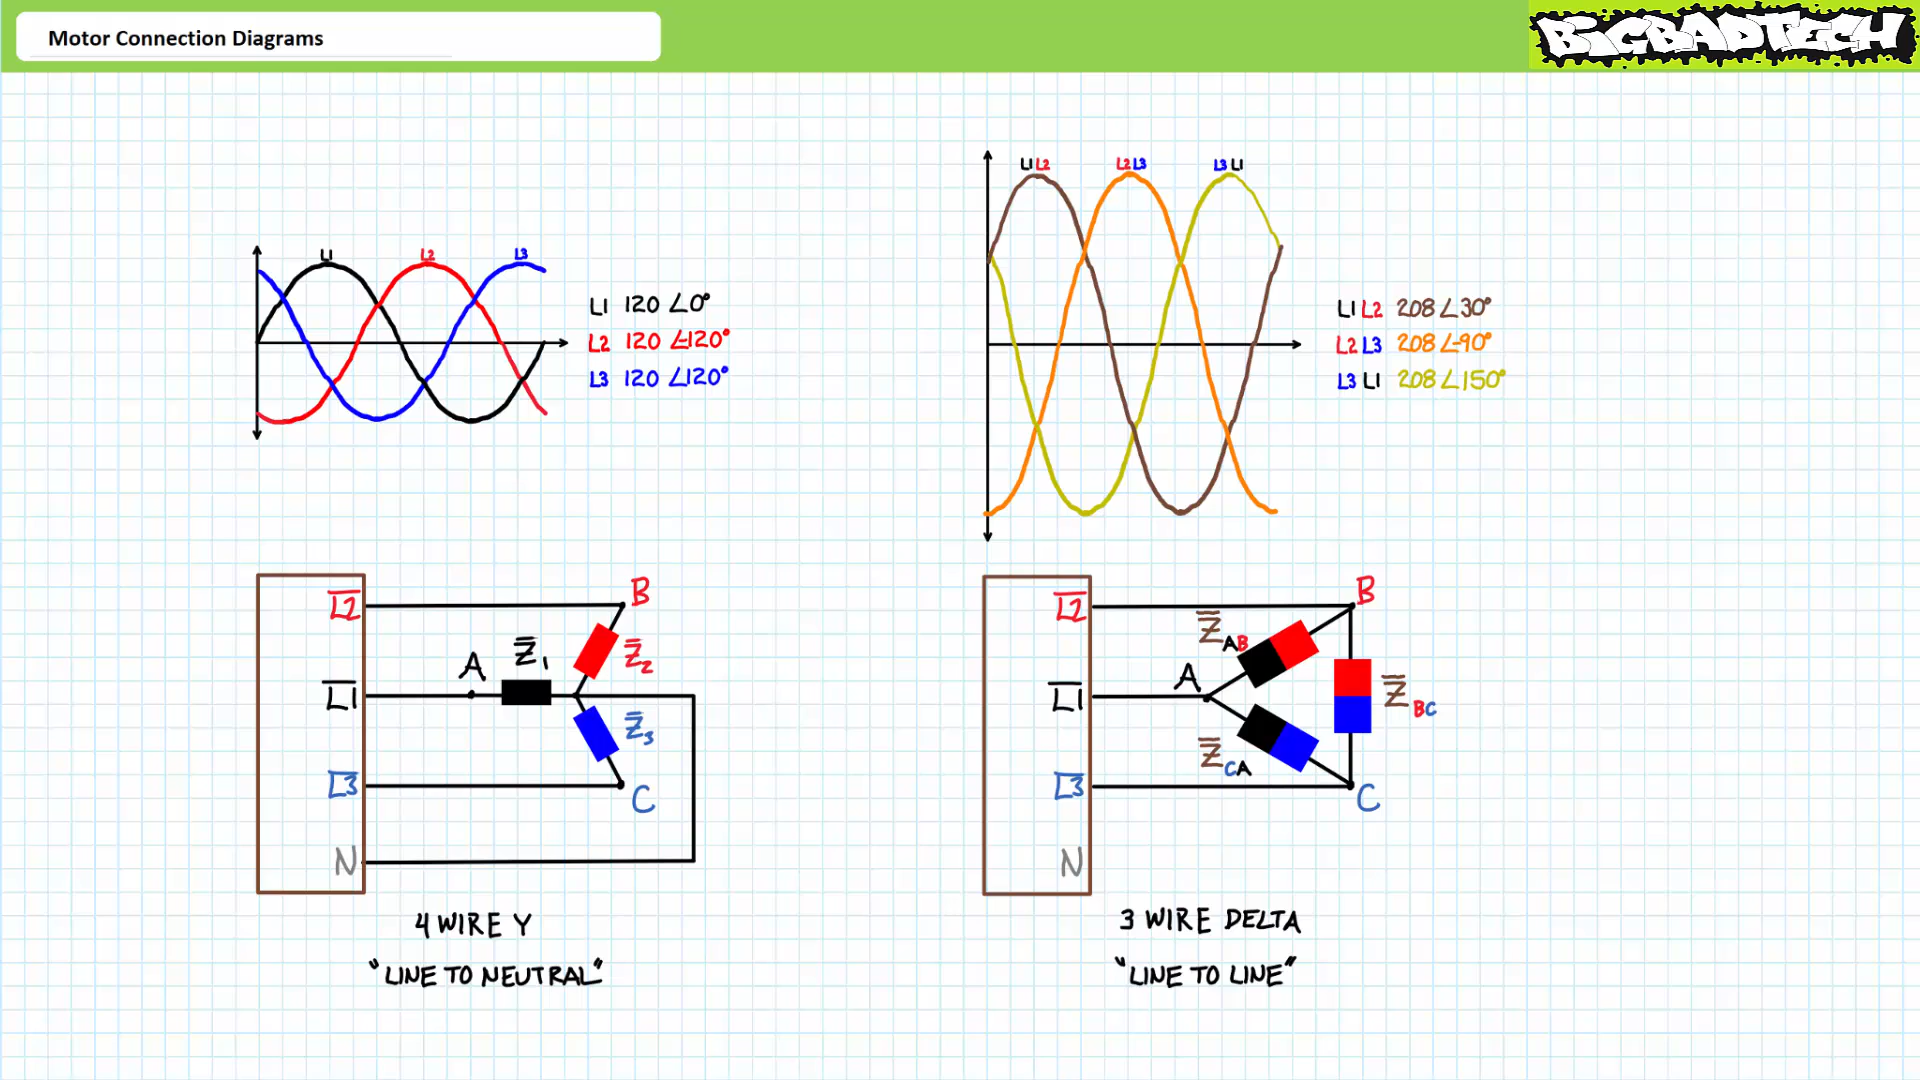 Motor Connection Diagrams
BIGBADTECH
L1 L2 L3
L1 120 ∠0°
L2 120 ∠-120°
L3 120 ∠120°
L1 L2 L2 L3 L3 L1
L1 L2 208 ∠30°
L2 L3 208 ∠-90°
L3 L1 208 ∠150°
L2 B
A Z1 Z2
L1
Z3
L3 C
N
4 WIRE Y
"LINE TO NEUTRAL"
L2 B
ZAB
A
L1 ZBC
ZCA
L3 C
N
3 WIRE DELTA
"LINE TO LINE"